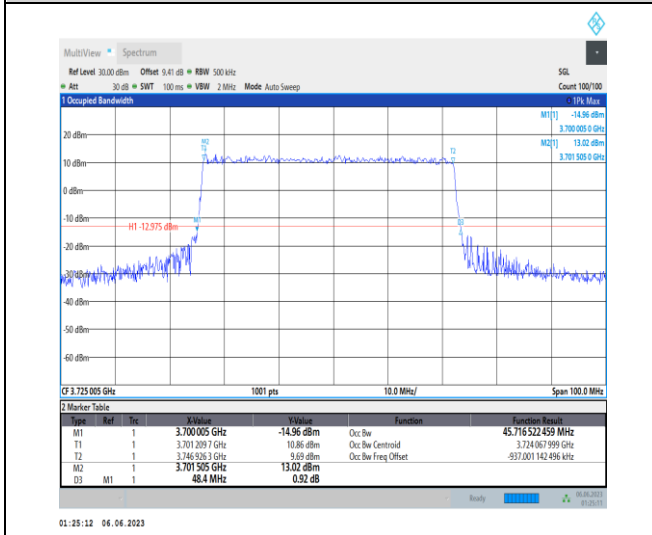 MultiView Spectrum
Ref Level 30.00 dBm Offset 9.41 dB RBW 500 kHz SGL
Att 30 dB SWT 100 ms VBW 2 MHz Mode Auto Sweep Count 100/100
1 Occupied Bandwidth 1Pk Max
M1[1] -14.96 dBm
3.700 005 0 GHz
M2[1] 13.02 dBm
3.701 505 0 GHz
20 dBm
M2
T1
T2
10 dBm
0 dBm
-10 dBm
M1
D3
H1 -12.975 dBm
-20 dBm
-30 dBm
-40 dBm
-50 dBm
-60 dBm
CF 3.725 005 GHz 1001 pts 10.0 MHz/ Span 100.0 MHz
2 Marker Table
Type Ref Trc X-Value Y-Value Function Function Result
M1 1 3.700 005 GHz -14.96 dBm Occ Bw 45.716 522 459 MHz
T1 1 3.701 209 7 GHz 10.86 dBm Occ Bw Centroid 3.724 067 999 GHz
T2 1 3.746 926 3 GHz 9.69 dBm Occ Bw Freq Offset -937.001 142 496 kHz
M2 1 3.701 505 GHz 13.02 dBm
D3 M1 1 48.4 MHz 0.92 dB
Ready 06.06.2023
01:25:11
01:25:12 06.06.2023